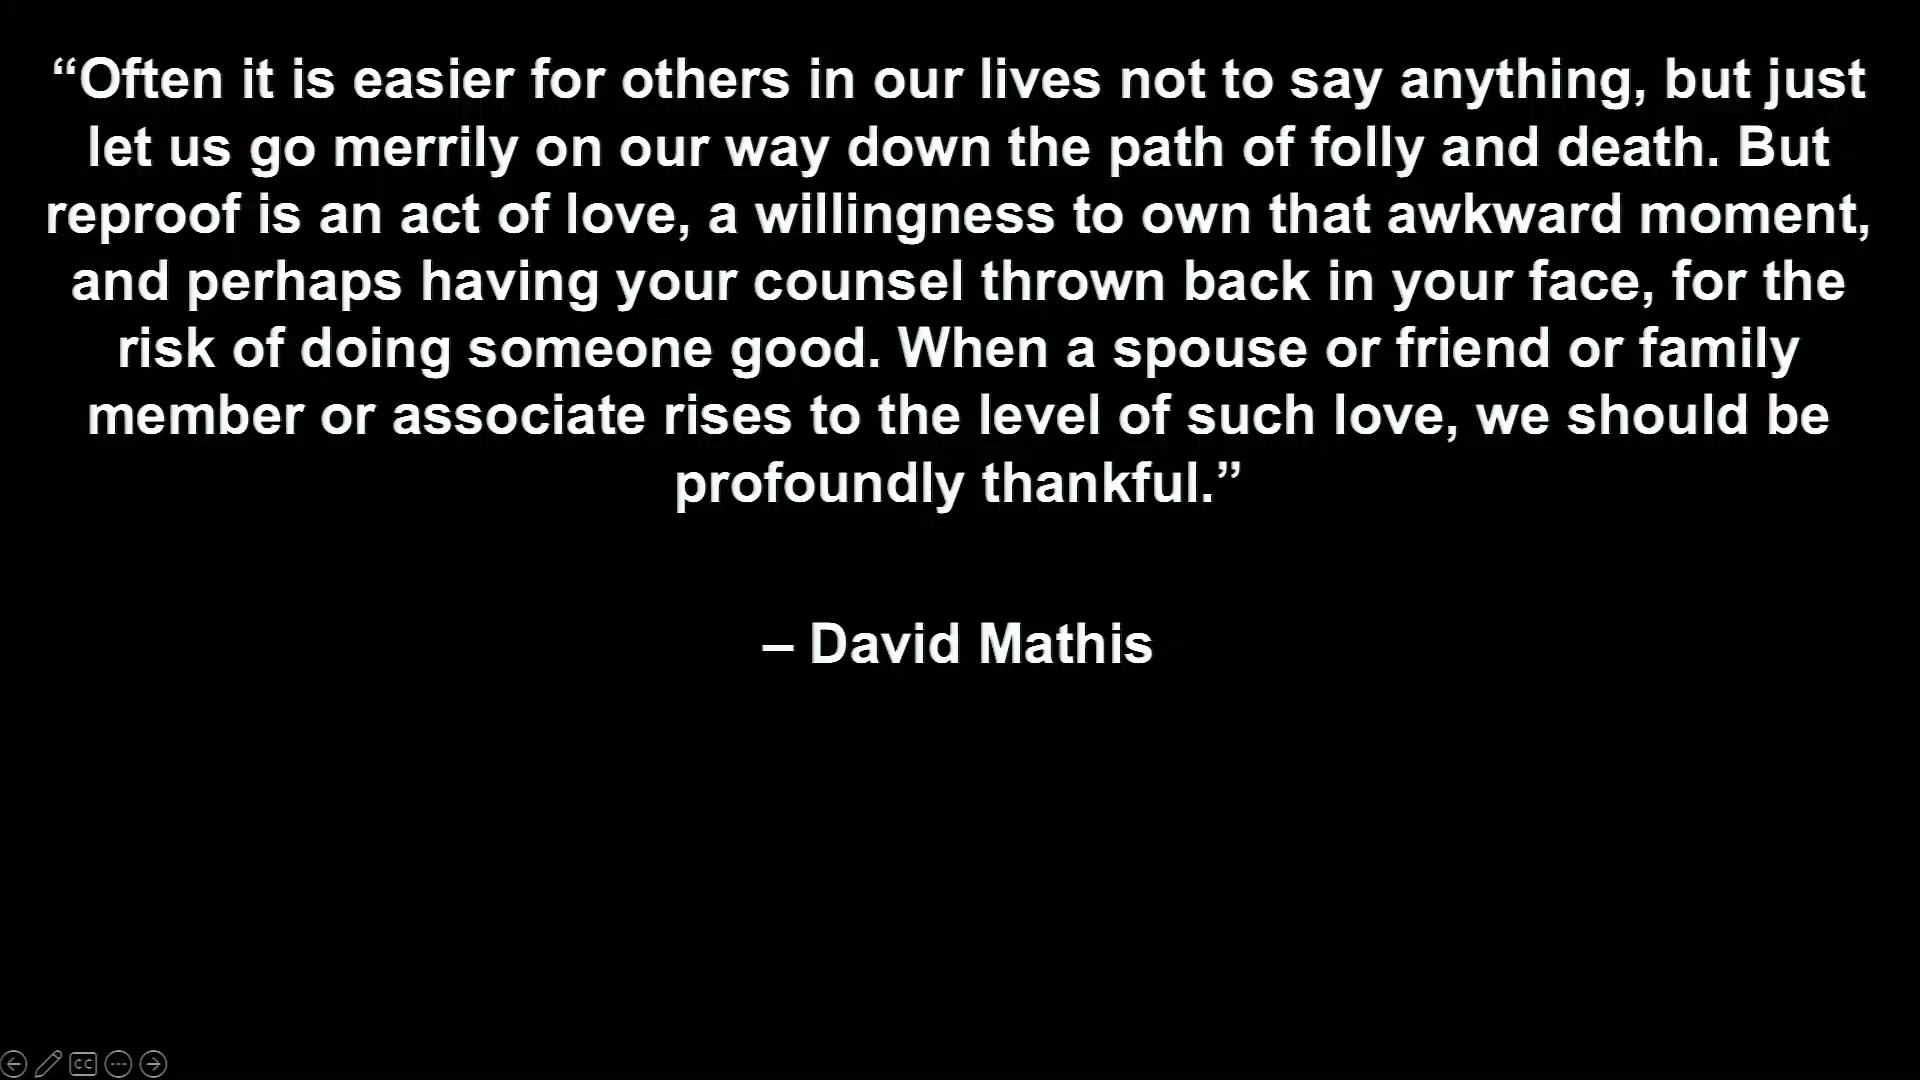 “Often it is easier for others in our lives not to say anything, but just
let us go merrily on our way down the path of folly and death. But
reproof is an act of love, a willingness to own that awkward moment,
and perhaps having your counsel thrown back in your face, for the
risk of doing someone good. When a spouse or friend or family
member or associate rises to the level of such love, we should be
profoundly thankful.”
– David Mathis
CC